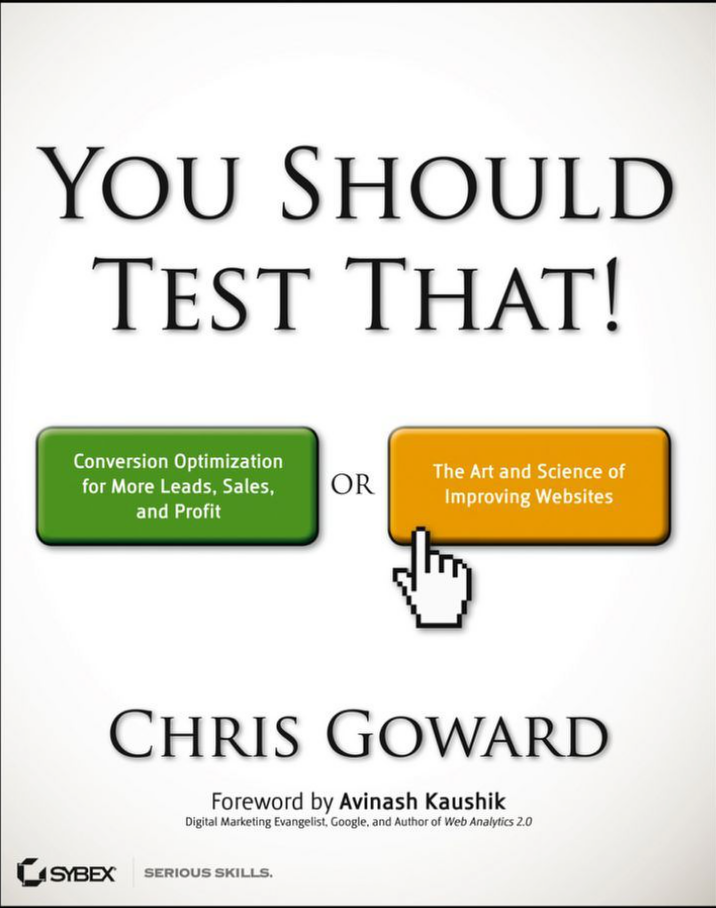 YOU SHOULD
TEST THAT!
Conversion Optimization
for More Leads, Sales,
and Profit
OR
The Art and Science of
Improving Websites
CHRIS GOWARD
Foreword by Avinash Kaushik
Digital Marketing Evangelist, Google, and Author of Web Analytics 2.0
SYBEX
SERIOUS SKILLS.